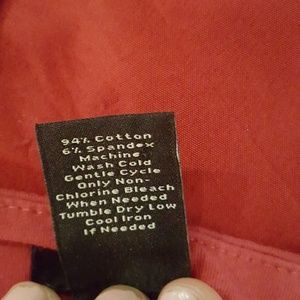 94% Cotton
6% Spandex
Machine
Wash Cold
Gentle Cycle
Only Non-
Chlorine Bleach
When Needed
Tumble Dry Low
Cool Iron
If Needed